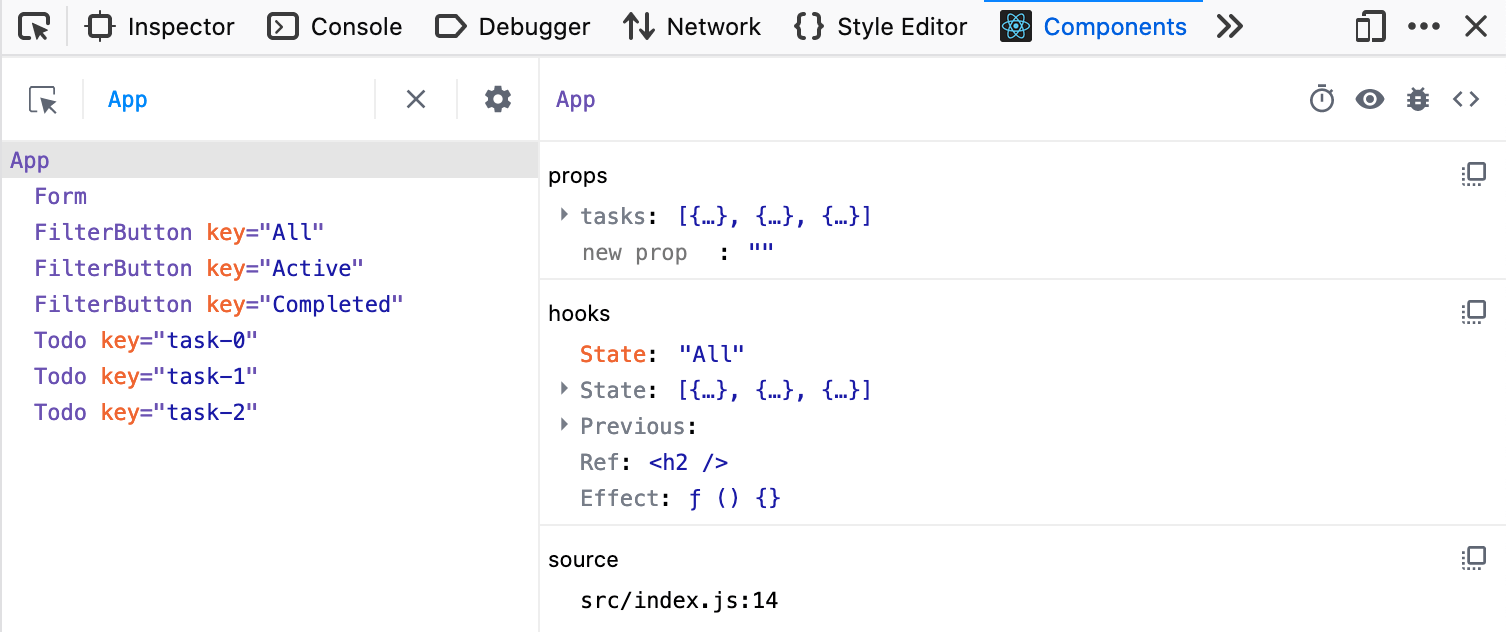 Inspector Console Debugger Network {} Style Editor Components
App
App
App
Form
FilterButton key="All"
FilterButton key="Active"
FilterButton key="Completed"
Todo key="task-0"
Todo key="task-1"
Todo key="task-2"
props
tasks: [{…}, {…}, {…}]
new prop : ""
hooks
State: "All"
State: [{…}, {…}, {…}]
Previous:
Ref: <h2 />
Effect: ƒ () {}
source
src/index.js:14